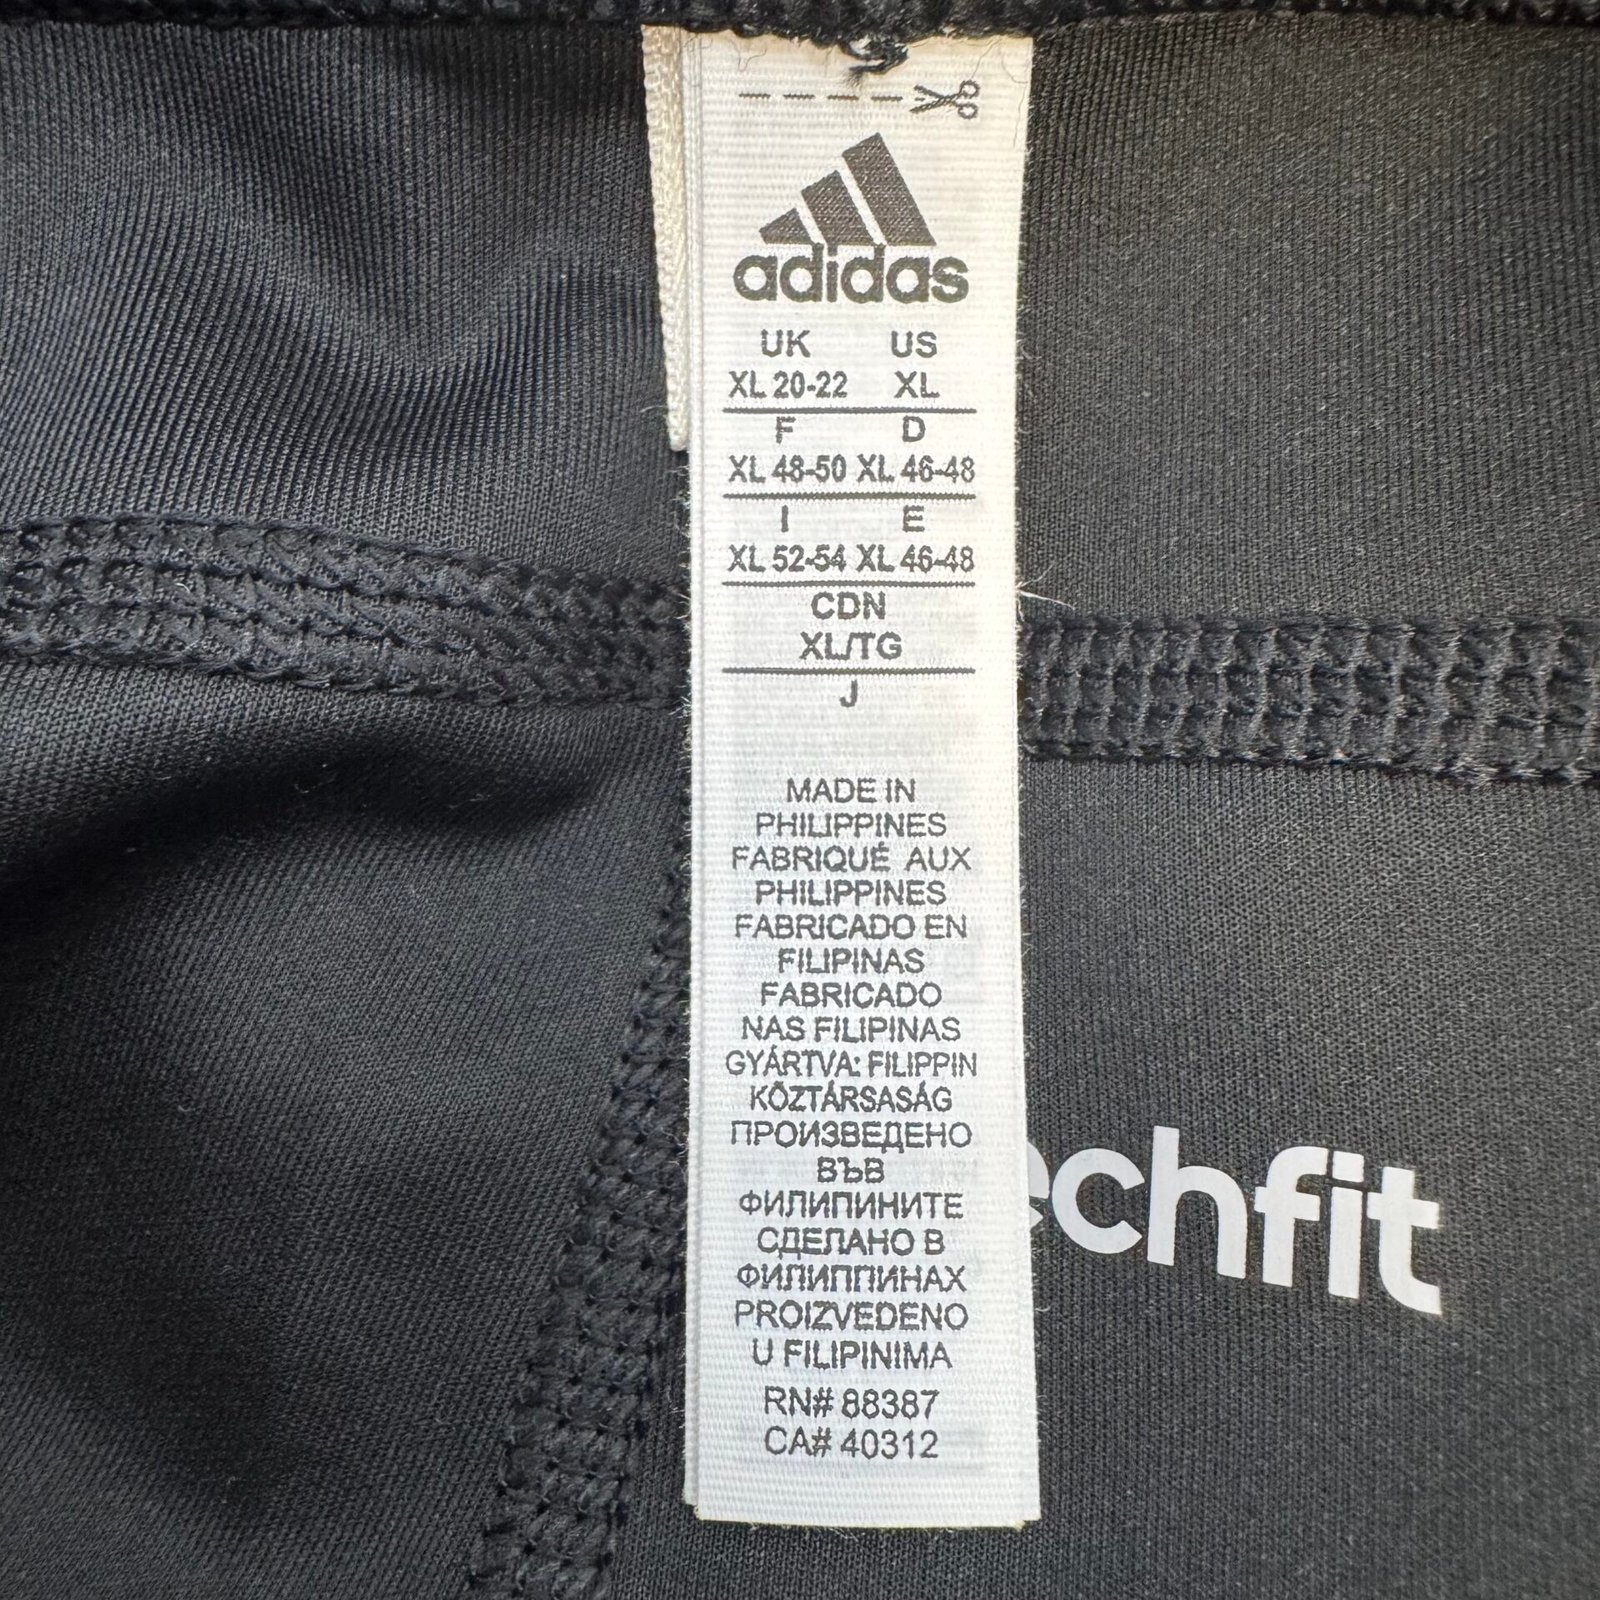 adidas
UK US
XL 20-22 XL
F D
XL 48-50 XL 46-48
I E
XL 52-54 XL 46-48
CDN
XL/TG
J
MADE IN
PHILIPPINES
FABRIQUÉ AUX
PHILIPPINES
FABRICADO EN
FILIPINAS
FABRICADO
NAS FILIPINAS
GYÁRTVA: FILIPPIN
KÖZTÁRSASÁG
ПРОИЗВЕДЕНО
ВЪВ
ФИЛИПИНИТЕ
СДЕЛАНО В
ФИЛИППИНАХ
PROIZVEDENO
U FILIPINIMA
RN# 88387
CA# 40312
echfit